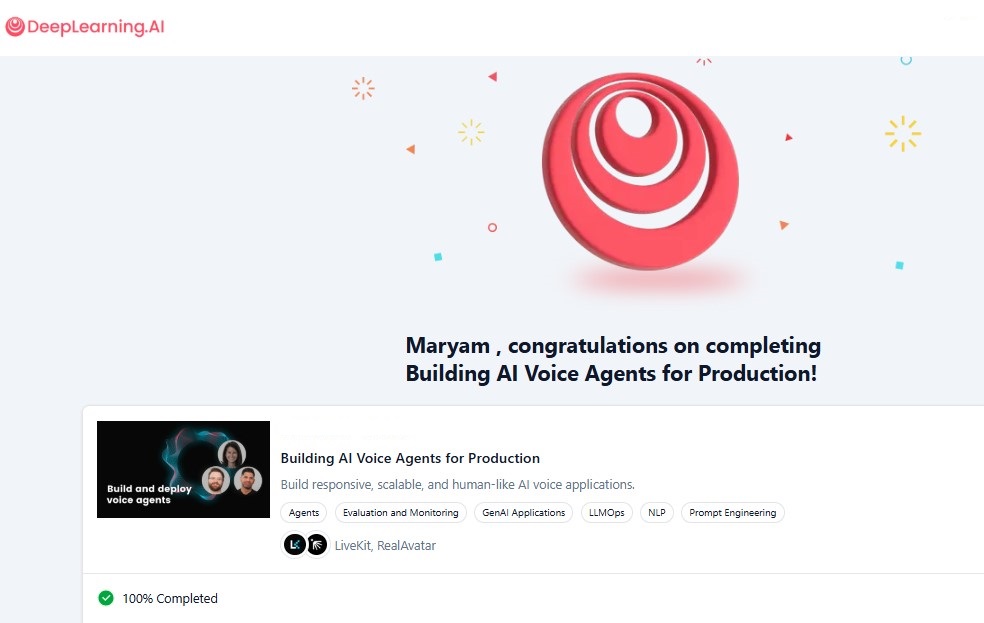 DeepLearning.AI
Maryam , congratulations on completing
Building AI Voice Agents for Production!
Build and deploy
voice agents
Building AI Voice Agents for Production
Build responsive, scalable, and human-like AI voice applications.
Agents
Evaluation and Monitoring
GenAI Applications
LLMOps
NLP
Prompt Engineering
LiveKit, RealAvatar
100% Completed